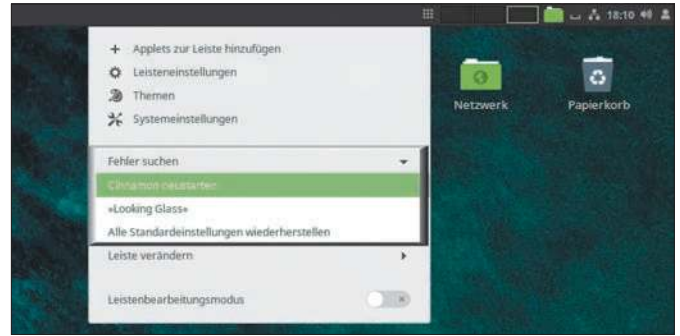 18:10
Applets zur Leiste hinzufügen
Leisteneinstellungen
Themen
Systemeinstellungen
Netzwerk
Papierkorb
Fehler suchen
Cinnamon neustarten
»Looking Glass«
Alle Standardeinstellungen wiederherstellen
Leiste verändern
Leistenbearbeitungsmodus